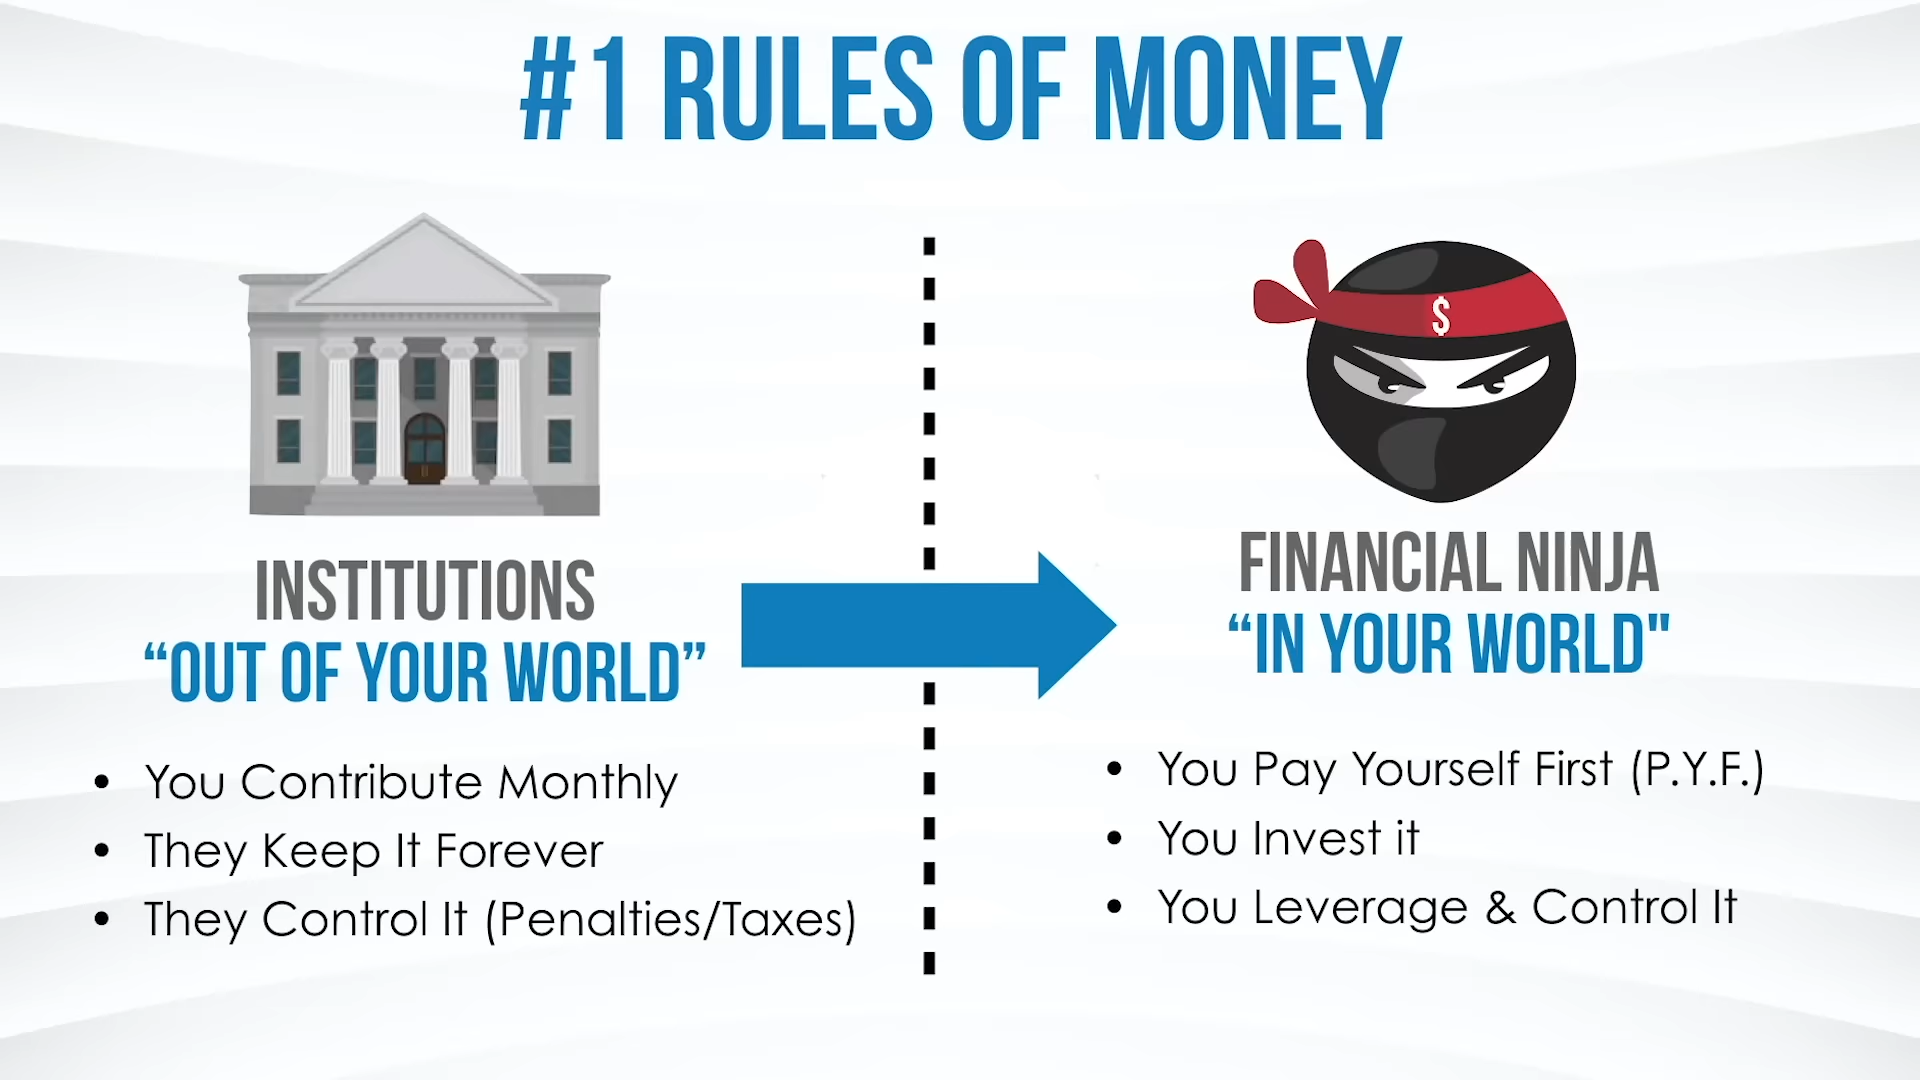 #1 RULES OF MONEY
$
INSTITUTIONS
“OUT OF YOUR WORLD”
• You Contribute Monthly
• They Keep It Forever
• They Control It (Penalties/Taxes)
FINANCIAL NINJA
“IN YOUR WORLD"
• You Pay Yourself First (P.Y.F.)
• You Invest it
• You Leverage & Control It